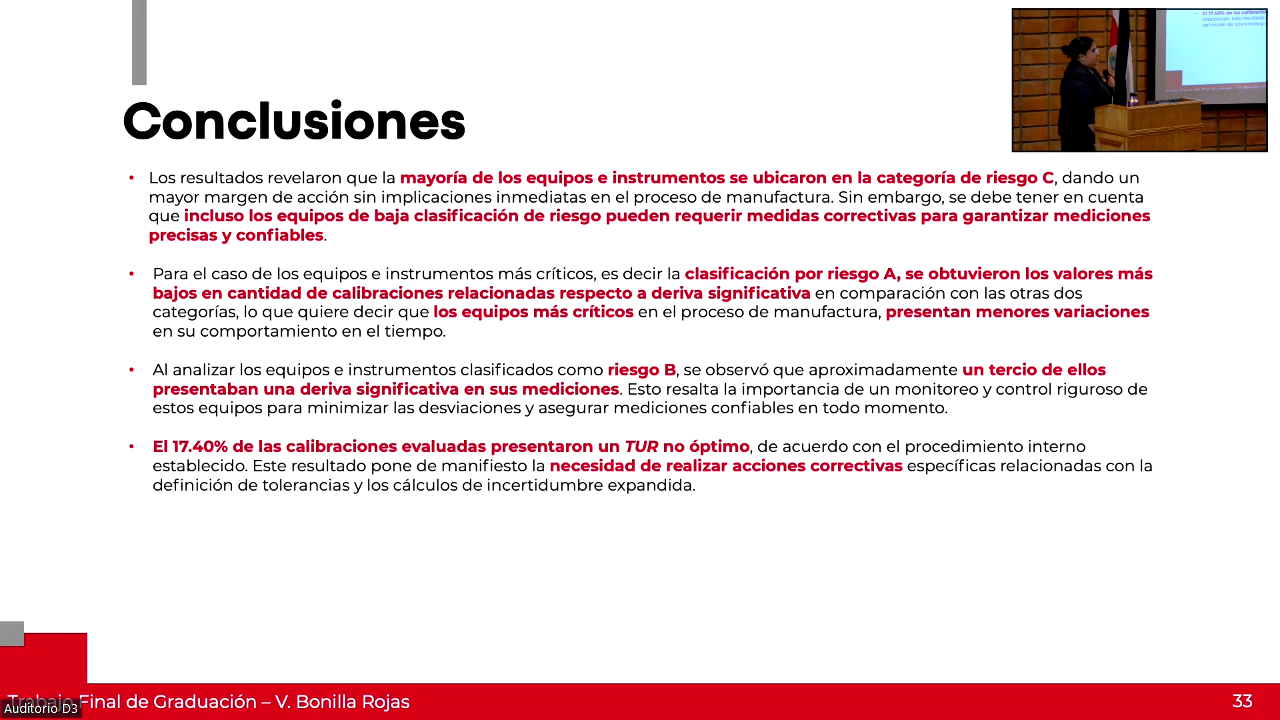 El 17.40% de las calibraciones
Conclusiones
• Los resultados revelaron que la mayoría de los equipos e instrumentos se ubicaron en la categoría de riesgo C, dando un
mayor margen de acción sin implicaciones inmediatas en el proceso de manufactura. Sin embargo, se debe tener en cuenta
que incluso los equipos de baja clasificación de riesgo pueden requerir medidas correctivas para garantizar mediciones
precisas y confiables.
• Para el caso de los equipos e instrumentos más críticos, es decir la clasificación por riesgo A, se obtuvieron los valores más
bajos en cantidad de calibraciones relacionadas respecto a deriva significativa en comparación con las otras dos
categorías, lo que quiere decir que los equipos más críticos en el proceso de manufactura, presentan menores variaciones
en su comportamiento en el tiempo.
• Al analizar los equipos e instrumentos clasificados como riesgo B, se observó que aproximadamente un tercio de ellos
presentaban una deriva significativa en sus mediciones. Esto resalta la importancia de un monitoreo y control riguroso de
estos equipos para minimizar las desviaciones y asegurar mediciones confiables en todo momento.
• El 17.40% de las calibraciones evaluadas presentaron un TUR no óptimo, de acuerdo con el procedimiento interno
establecido. Este resultado pone de manifiesto la necesidad de realizar acciones correctivas específicas relacionadas con la
definición de tolerancias y los cálculos de incertidumbre expandida.
Trabajo Final de Graduación – V. Bonilla Rojas
33
Auditorio D3